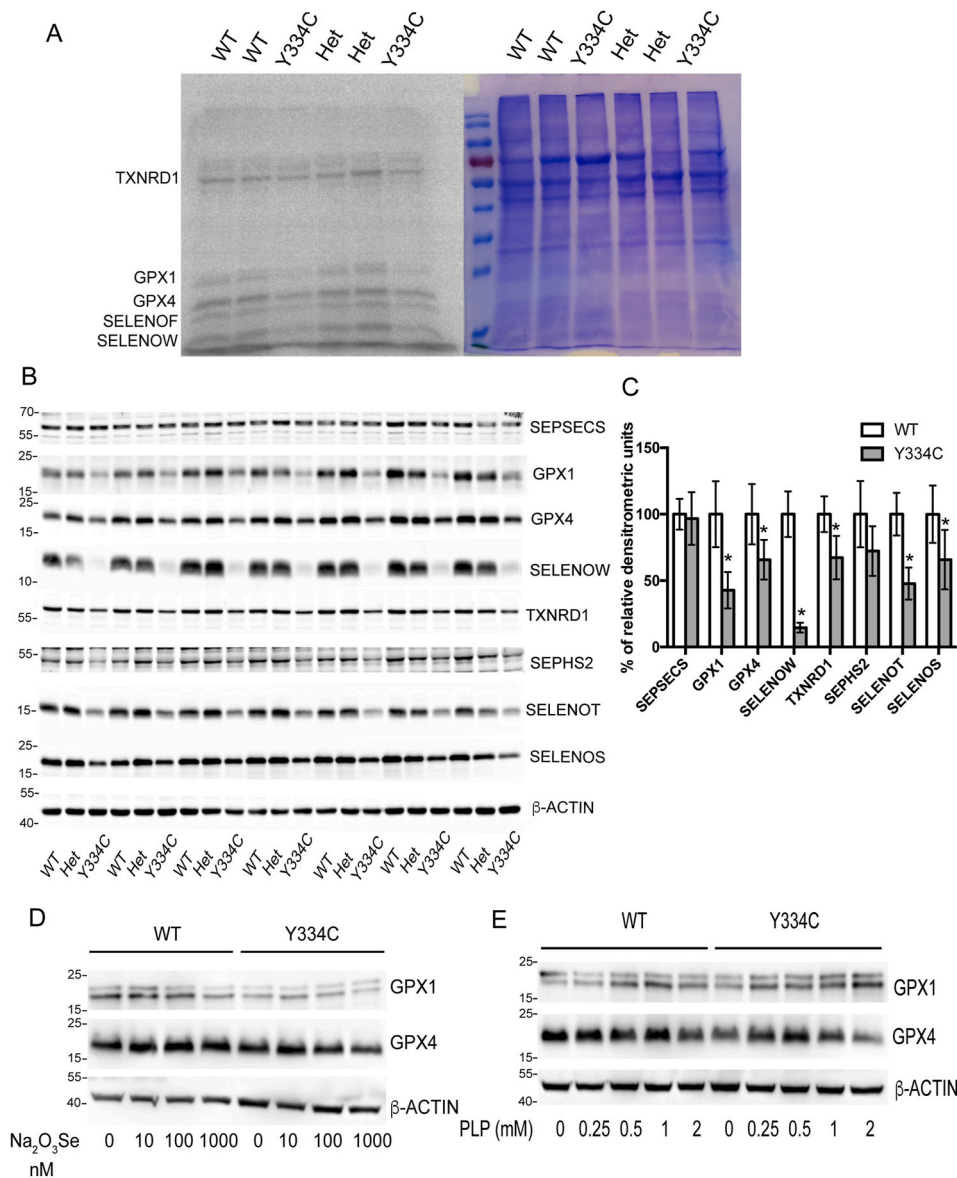 A
WT WT Y334C Het Het Y334C WT WT Y334C Het Het Y334C
TXNRD1
GPX1
GPX4
SELENOF
SELENOW
B
70-
55-
SEPSECS
25-
15-
GPX1
25-
15-
GPX4
10-
SELENOW
55-
TXNRD1
55-
SEPHS2
15-
SELENOT
25-
15-
SELENOS
55-
40-
β-ACTIN
WT Het Y334C WT Het Y334C WT Het Y334C WT Het Y334C WT Het Y334C WT Het Y334C WT Het Y334C
C
WT
Y334C
% of relative densitrometric units
150
100
50
0
* * * * * *
SEPSECS GPX1 GPX4 SELENOW TXNRD1 SEPHS2 SELENOT SELENOS
D
WT Y334C
25-
15-
GPX1
25-
15-
GPX4
55-
40-
β-ACTIN
Na₂O₃Se 0 10 100 1000 0 10 100 1000
nM
E
WT Y334C
25-
15-
GPX1
25-
15-
GPX4
55-
40-
β-ACTIN
PLP (mM) 0 0.25 0.5 1 2 0 0.25 0.5 1 2